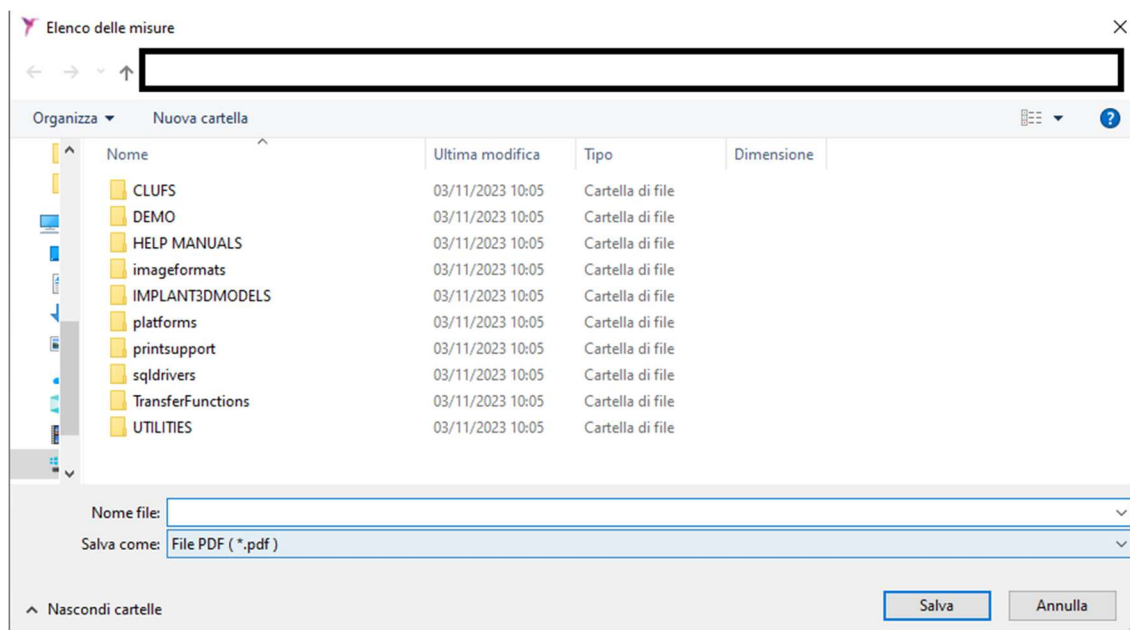 Elenco delle misure
Organizza Nuova cartella
Nome Ultima modifica Tipo Dimensione
CLUFS 03/11/2023 10:05 Cartella di file
DEMO 03/11/2023 10:05 Cartella di file
HELP MANUALS 03/11/2023 10:05 Cartella di file
imageformats 03/11/2023 10:05 Cartella di file
IMPLANT3DMODELS 03/11/2023 10:05 Cartella di file
platforms 03/11/2023 10:05 Cartella di file
printsupport 03/11/2023 10:05 Cartella di file
sqldrivers 03/11/2023 10:05 Cartella di file
TransferFunctions 03/11/2023 10:05 Cartella di file
UTILITIES 03/11/2023 10:05 Cartella di file
Nome file:
Salva come: File PDF ( *.pdf )
Nascondi cartelle Salva Annulla